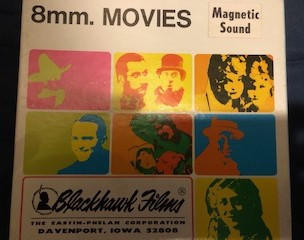 8mm. MOVIES
Magnetic
Sound
Blackhawk Films ®
THE EASTIN-PHELAN CORPORATION
DAVENPORT, IOWA 52808